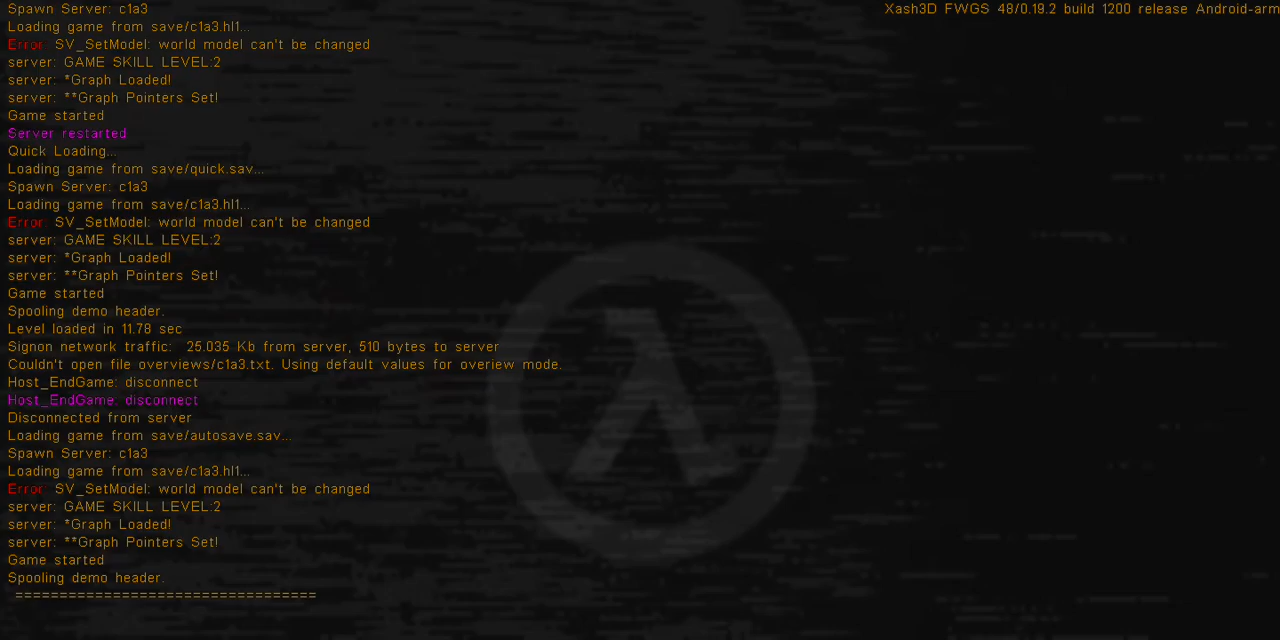 Spawn Server: c1a3
Xash3D FWGS 48/0.19.2 build 1200 release Android-arm
Loading game from save/c1a3.hl1...
Error: SV_SetModel: world model can't be changed
server: GAME SKILL LEVEL:2
server: *Graph Loaded!
server: **Graph Pointers Set!
Game started
Server restarted
Quick Loading...
Loading game from save/quick.sav...
Spawn Server: c1a3
Loading game from save/c1a3.hl1...
Error: SV_SetModel: world model can't be changed
server: GAME SKILL LEVEL:2
server: *Graph Loaded!
server: **Graph Pointers Set!
Game started
Spooling demo header.
Level loaded in 11.78 sec
Signon network traffic:  25.035 Kb from server, 510 bytes to server
Couldn't open file overviews/c1a3.txt. Using default values for overiew mode.
Host_EndGame: disconnect
Host_EndGame: disconnect
Disconnected from server
Loading game from save/autosave.sav...
Spawn Server: c1a3
Loading game from save/c1a3.hl1...
Error: SV_SetModel: world model can't be changed
server: GAME SKILL LEVEL:2
server: *Graph Loaded!
server: **Graph Pointers Set!
Game started
Spooling demo header.
==================================